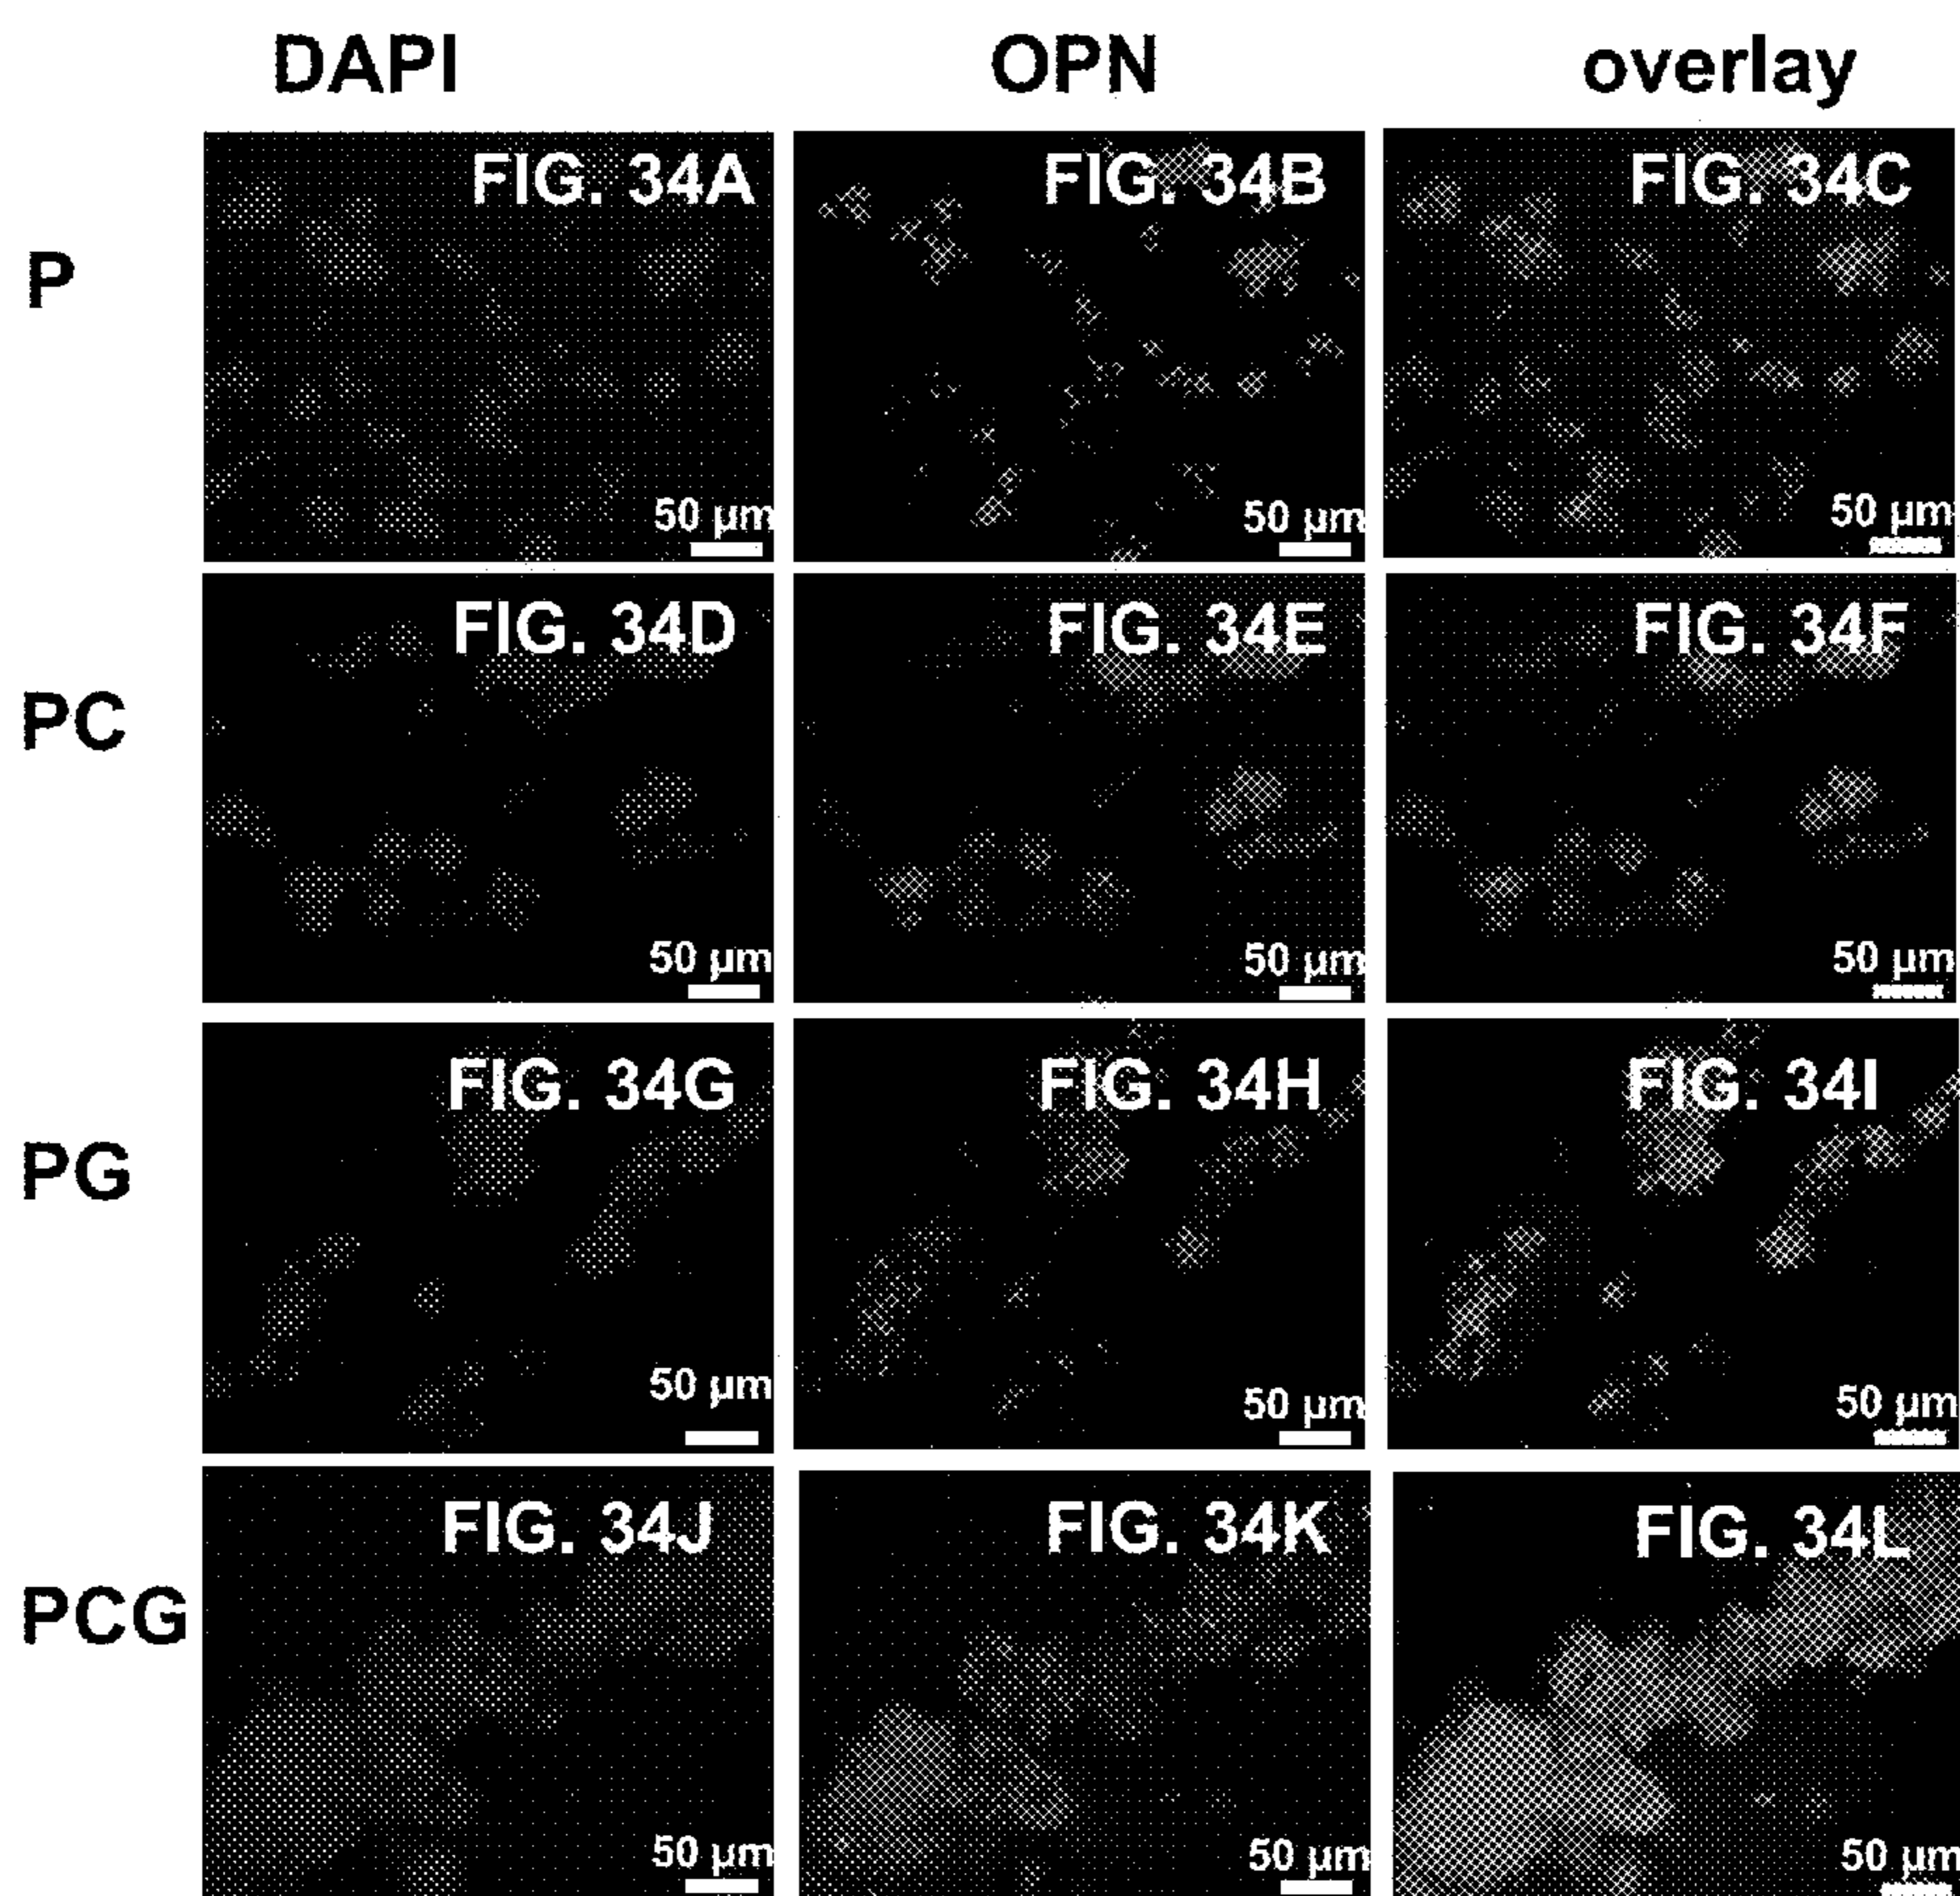 DAPI OPN overlay
P
FIG. 34A FIG. 34B FIG. 34C
50 µm 50 µm 50 µm
PC
FIG. 34D FIG. 34E FIG. 34F
50 µm 50 µm 50 µm
PG
FIG. 34G FIG. 34H FIG. 34I
50 µm 50 µm 50 µm
PCG
FIG. 34J FIG. 34K FIG. 34L
50 µm 50 µm 50 µm